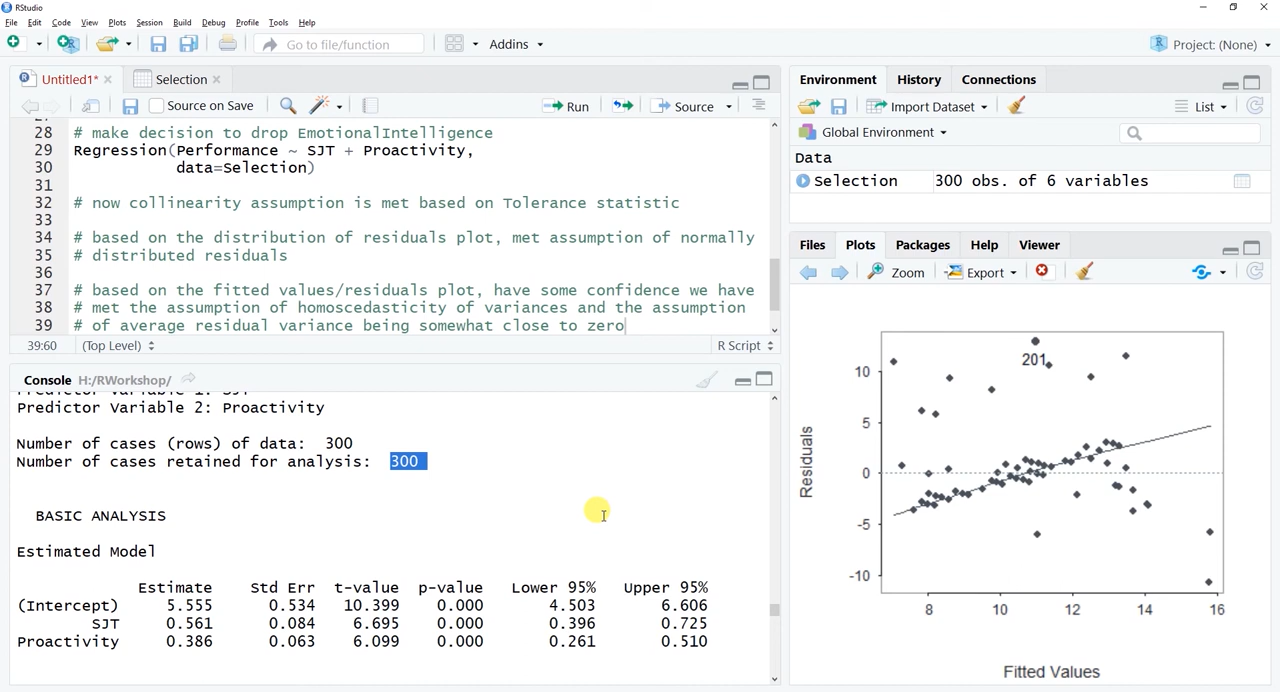 RStudio
File Edit Code View Plots Session Build Debug Profile Tools Help
Go to file/function Addins Project: (None)
Untitled1* Selection
Source on Save Run Source
28 # make decision to drop EmotionalIntelligence
29 Regression(Performance ~ SJT + Proactivity,
30 data=Selection)
31
32 # now collinearity assumption is met based on Tolerance statistic
33
34 # based on the distribution of residuals plot, met assumption of normally
35 # distributed residuals
36
37 # based on the fitted values/residuals plot, have some confidence we have
38 # met the assumption of homoscedasticity of variances and the assumption
39 # of average residual variance being somewhat close to zero
39:60 (Top Level) R Script
Console H:/RWorkshop/
Predictor Variable 1: SJT
Predictor Variable 2: Proactivity
Number of cases (rows) of data: 300
Number of cases retained for analysis: 300
BASIC ANALYSIS
Estimated Model
Estimate Std Err t-value p-value Lower 95% Upper 95%
(Intercept) 5.555 0.534 10.399 0.000 4.503 6.606
SJT 0.561 0.084 6.695 0.000 0.396 0.725
Proactivity 0.386 0.063 6.099 0.000 0.261 0.510
Environment History Connections
Import Dataset List
Global Environment
Data
Selection 300 obs. of 6 variables
Files Plots Packages Help Viewer
Zoom Export
201
10
5
0
-5
-10
Residuals
8 10 12 14 16
Fitted Values